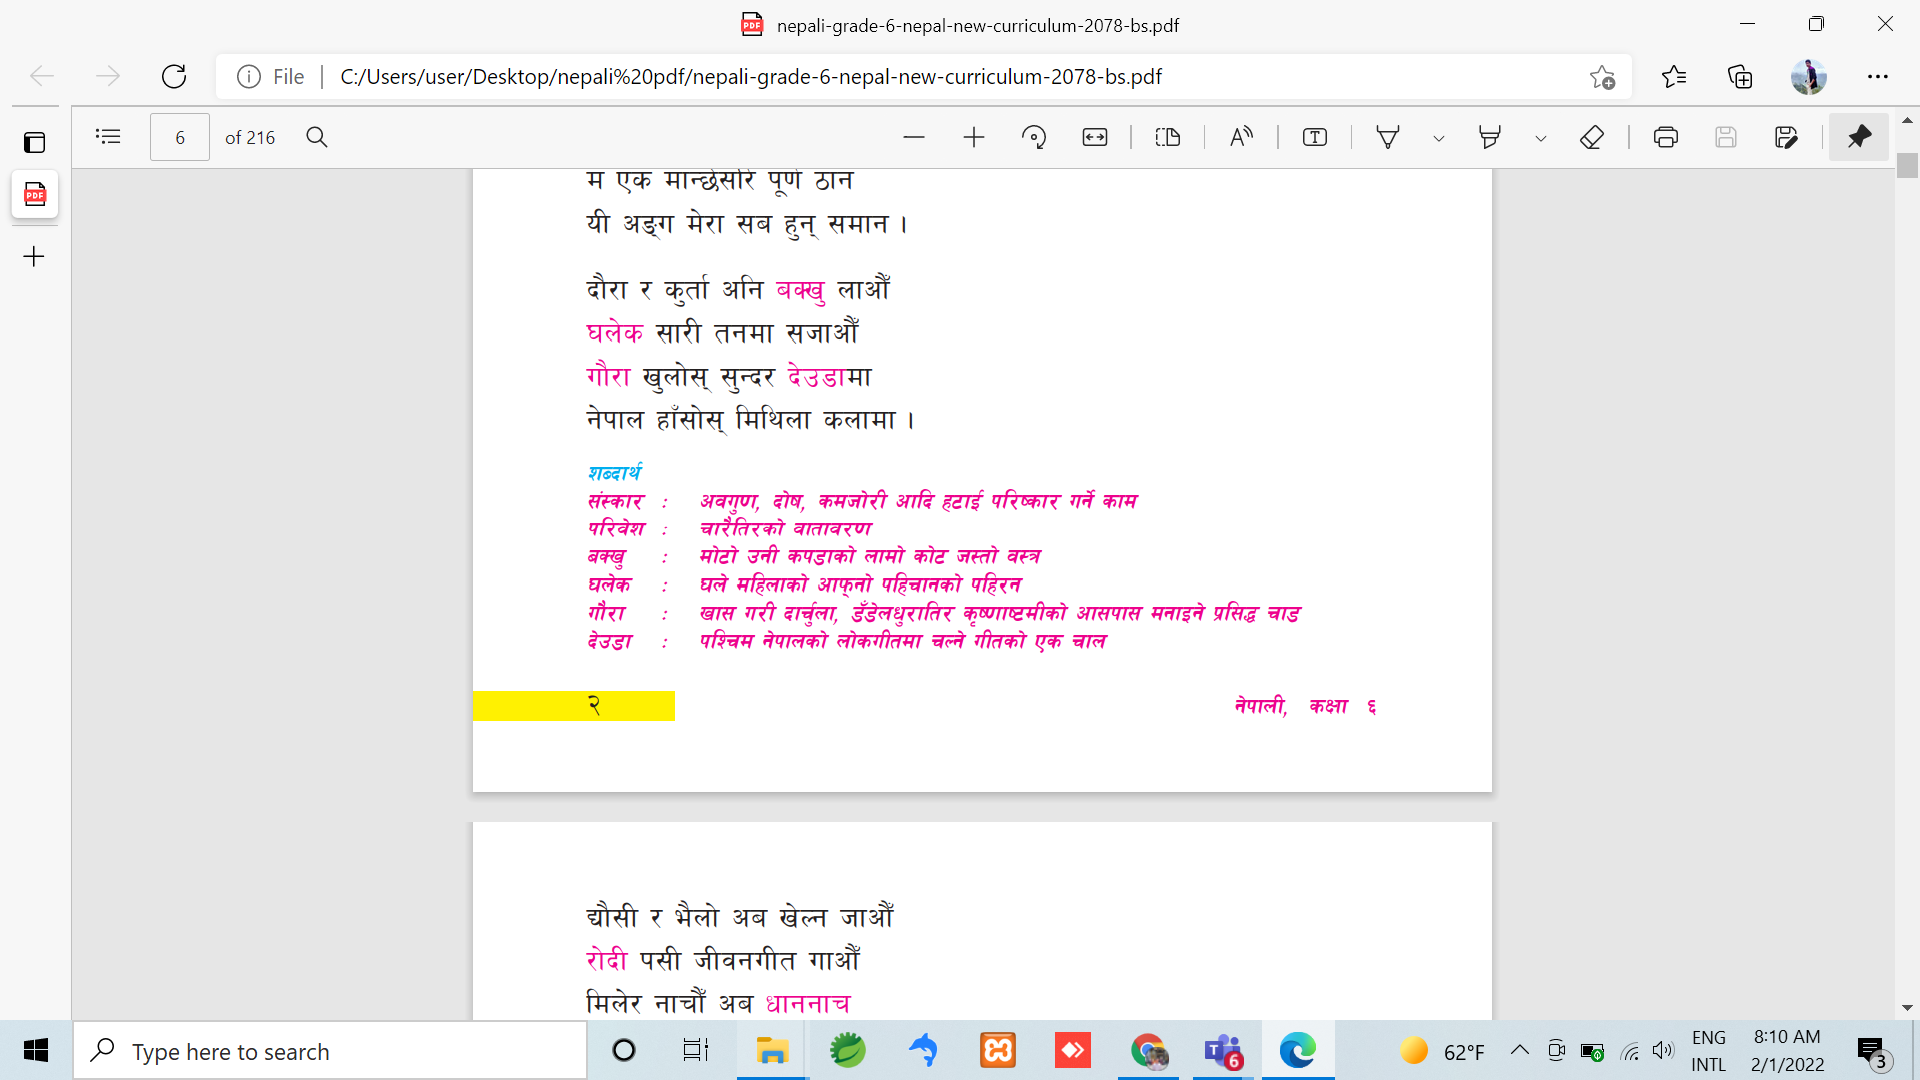 nepali-grade-6-nepal-new-curriculum-2078-bs.pdf
File C:/Users/user/Desktop/nepali%20pdf/nepali-grade-6-nepal-new-curriculum-2078-bs.pdf
6 of 216
म एक मान्छेसरि पूर्ण ठान
यी अङ्ग मेरा सब हुन् समान ।
दौरा र कुर्ता अनि बक्खु लाऔँ
घलेक सारी तनमा सजाऔँ
गौरा खुलोस् सुन्दर देउडामा
नेपाल हाँसोस् मिथिला कलामा ।
शब्दार्थ
संस्कार : अवगुण, दोष, कमजोरी आदि हटाई परिष्कार गर्ने काम
परिवेश : चारैतिरको वातावरण
बक्खु : मोटो उनी कपडाको लामो कोट जस्तो वस्त्र
घलेक : घले महिलाको आफ्नो पहिचानको पहिरन
गौरा : खास गरी दार्चुला, डँडेलधुरातिर कृष्णाष्टमीको आसपास मनाइने प्रसिद्ध चाड
देउडा : पश्चिम नेपालको लोकगीतमा चल्ने गीतको एक चाल
२ नेपाली, कक्षा ६
द्यौसी र भैलो अब खेल्न जाऔँ
रोदी पसी जीवनगीत गाऔँ
मिलेर नाचौँ अब धाननाच
Type here to search
6
62°F
ENG
INTL
8:10 AM
2/1/2022
3